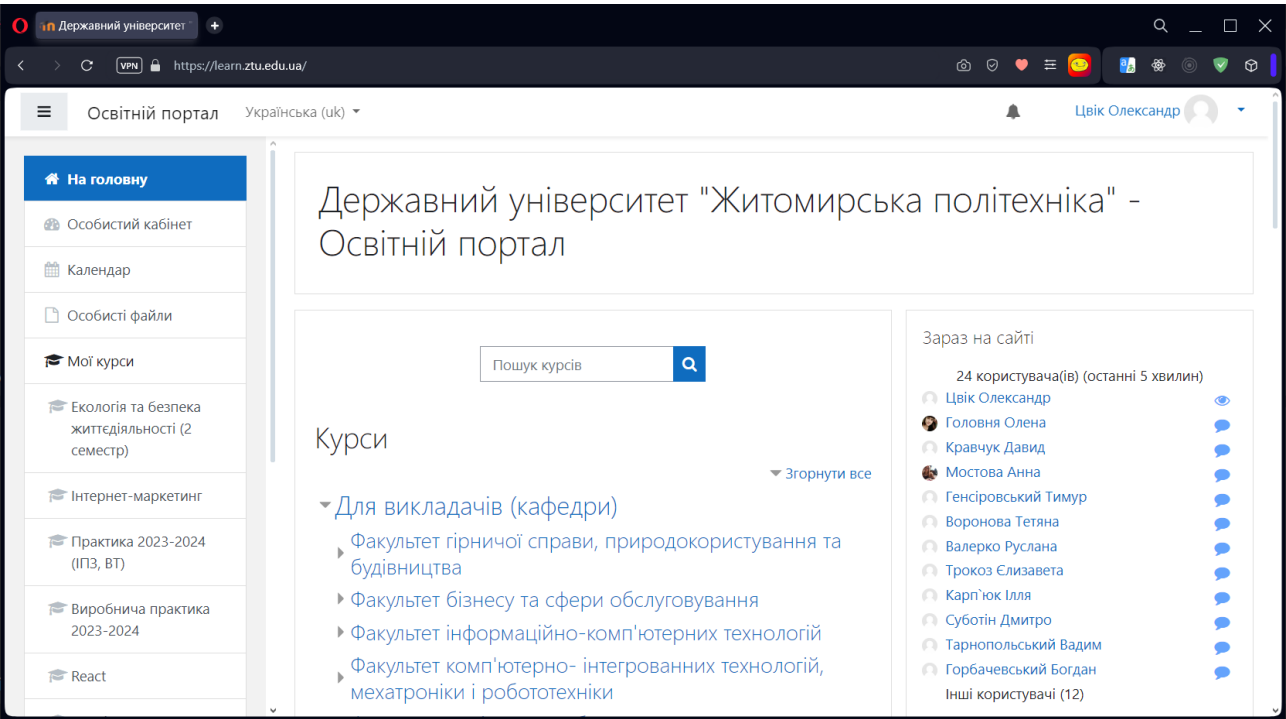 Державний університет "
VPN
https://learn.ztu.edu.ua/
Освітній портал
Українська (uk)
Цвік Олександр
На головну
Особистий кабінет
Календар
Особисті файли
Мої курси
Екологія та безпека
життєдіяльності (2
семестр)
Інтернет-маркетинг
Практика 2023-2024
(ІПЗ, ВТ)
Виробнича практика
2023-2024
React
Державний університет "Житомирська політехніка" -
Освітній портал
Пошук курсів
Курси
Згорнути все
Для викладачів (кафедри)
Факультет гірничої справи, природокористування та
будівництва
Факультет бізнесу та сфери обслуговування
Факультет інформаційно-комп'ютерних технологій
Факультет комп'ютерно- інтегрованних технологій,
мехатроніки і робототехніки
Зараз на сайті
24 користувача(ів) (останні 5 хвилин)
Цвік Олександр
Головня Олена
Кравчук Давид
Мостова Анна
Генсіровський Тимур
Воронова Тетяна
Валерко Руслана
Трокоз Єлизавета
Карп`юк Ілля
Суботін Дмитро
Тарнопольський Вадим
Горбачевський Богдан
Інші користувачі (12)